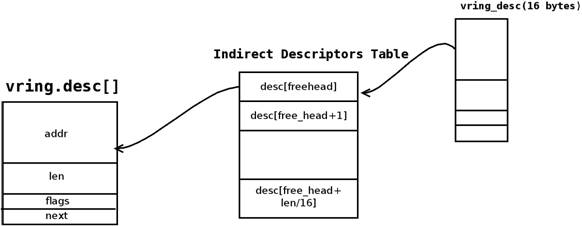 vring_desc(16 bytes)
Indirect Descriptors Table
vring.desc[]
desc[freehead]
desc[free_head+1]
desc[free_head+
len/16]
addr
len
flags
next